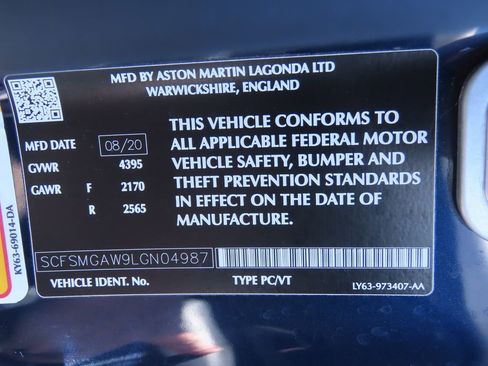 MFD BY ASTON MARTIN LAGONDA LTD
WARWICKSHIRE, ENGLAND
MFD DATE 08/20
GVWR 4395
GAWR F 2170
R 2565
THIS VEHICLE CONFORMS TO
ALL APPLICABLE FEDERAL MOTOR
VEHICLE SAFETY, BUMPER AND
THEFT PREVENTION STANDARDS
IN EFFECT ON THE DATE OF
MANUFACTURE.
SCFSMGAW9LGN04987
VEHICLE IDENT. No. TYPE PC/VT
LY63-973407-AA
KY63-69014-DA